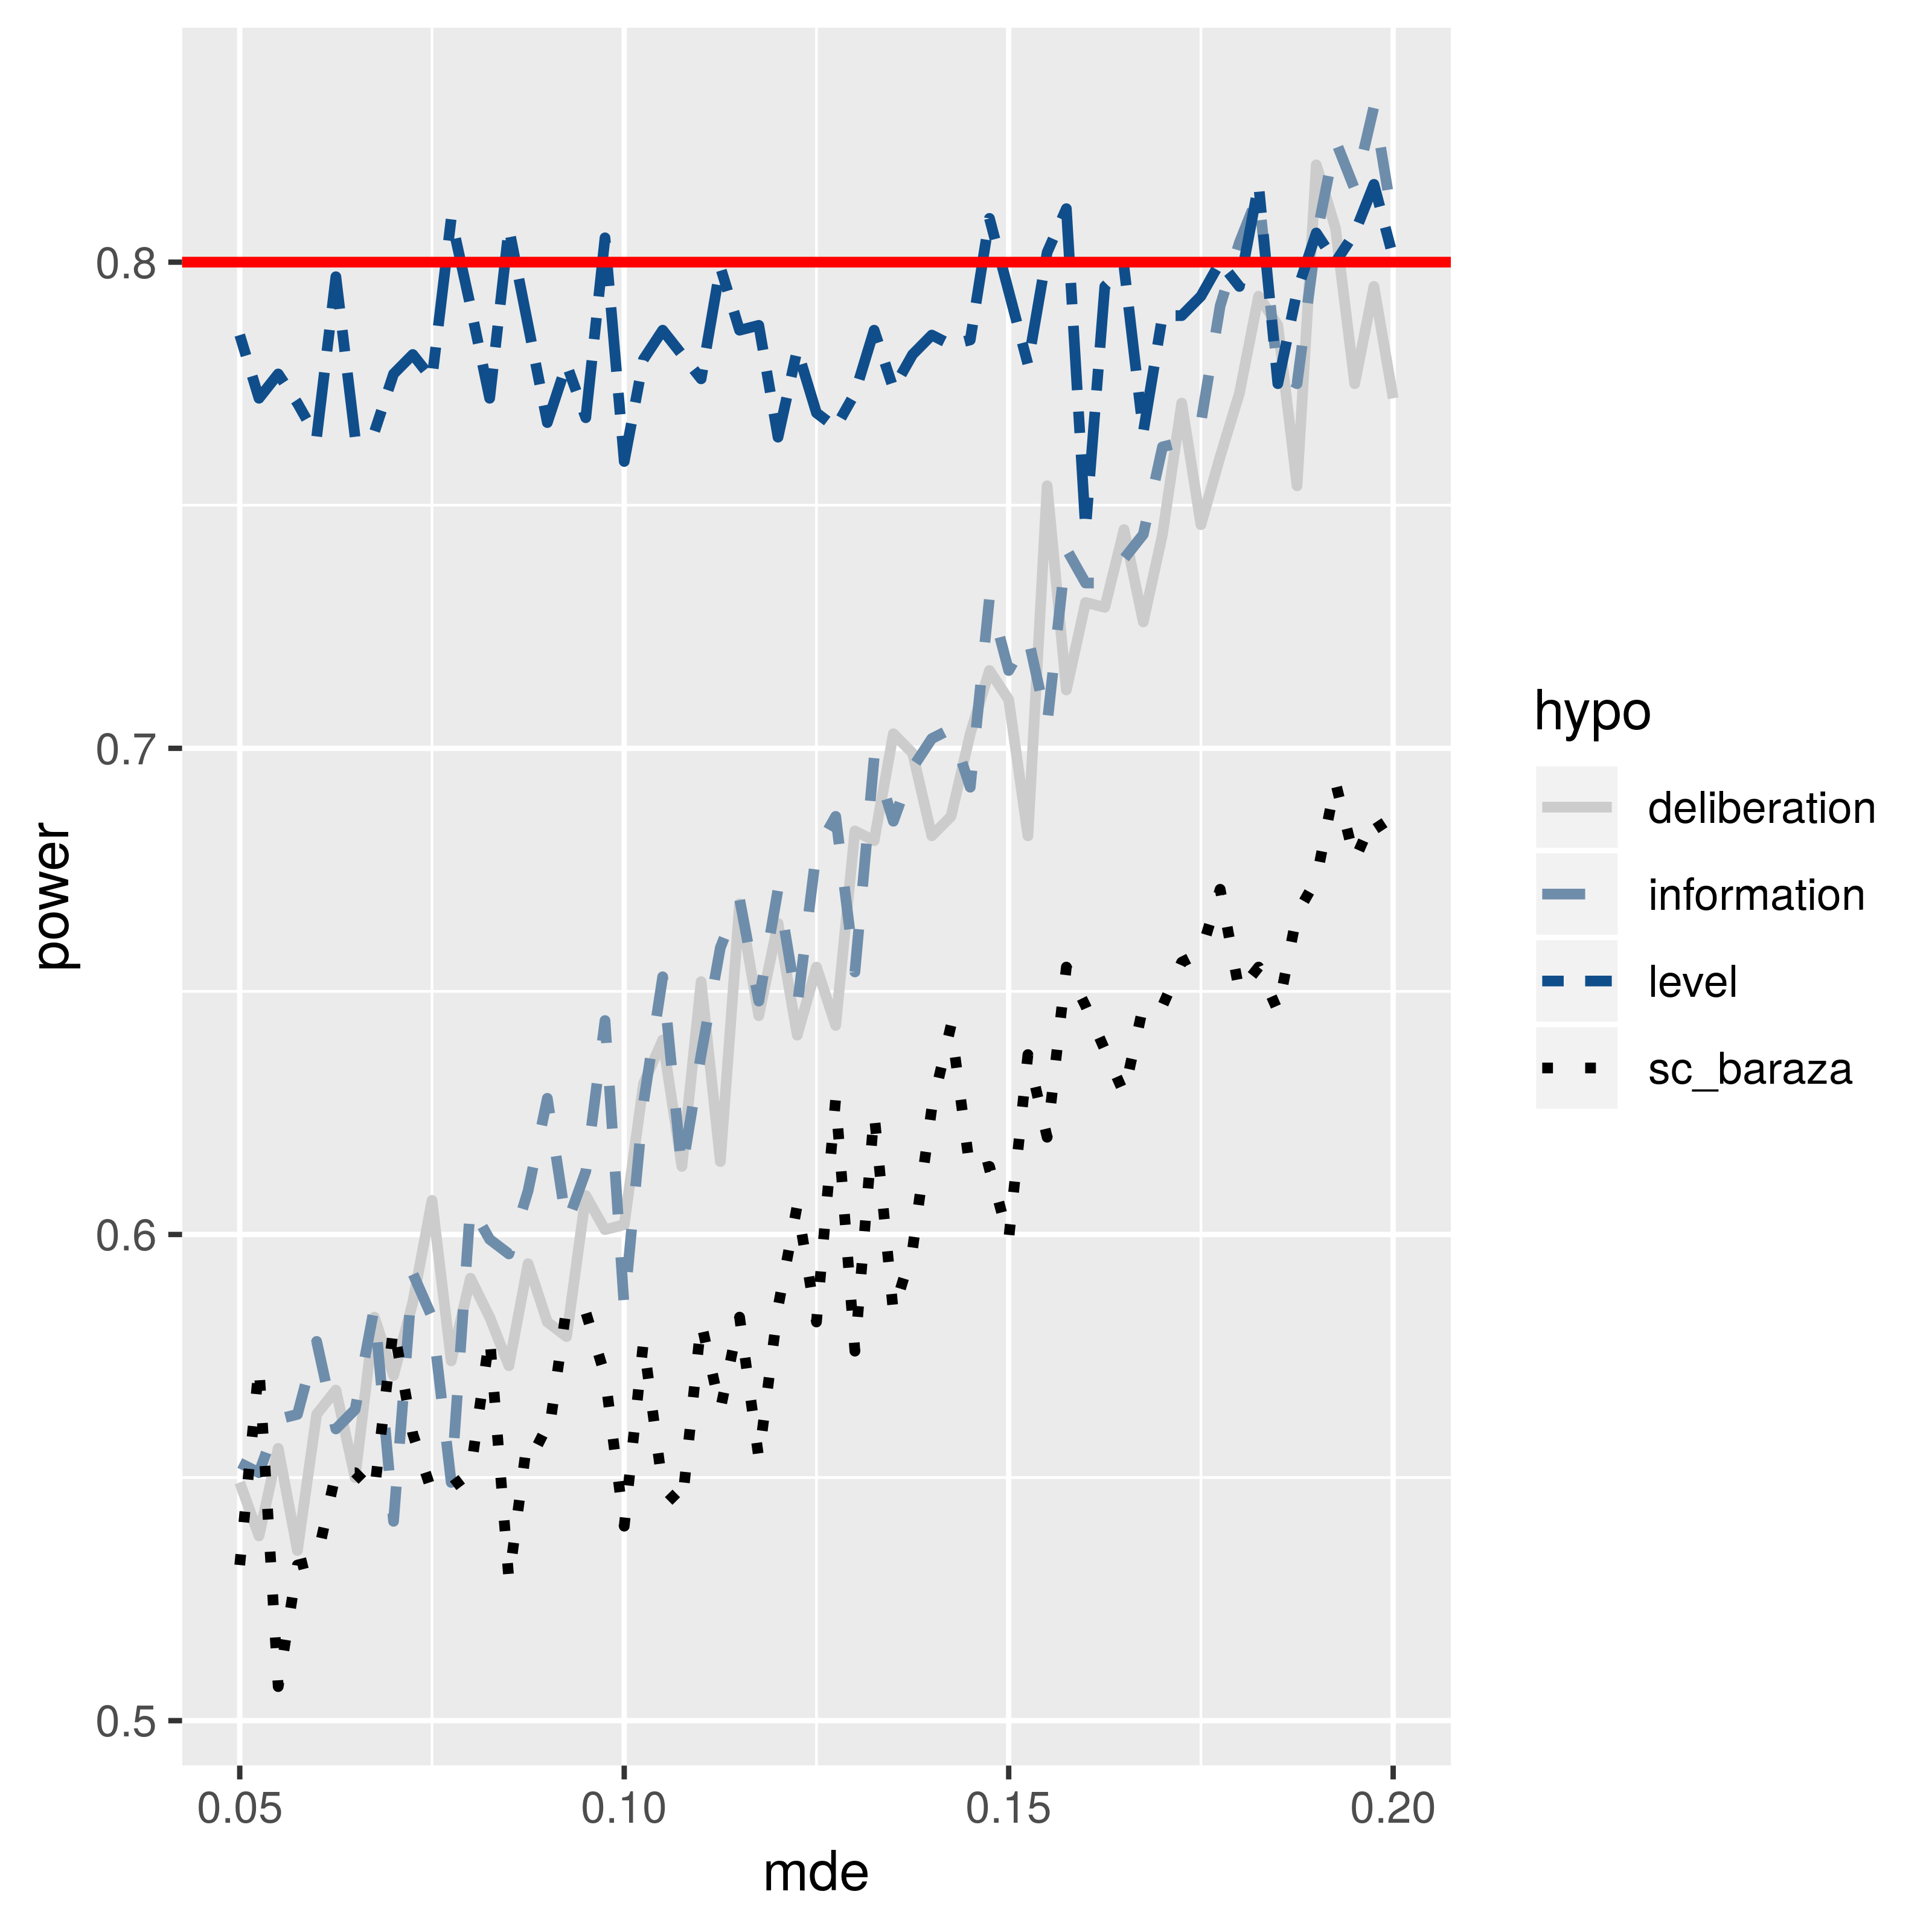 0.8
0.7
0.6
0.5
power
0.05 0.10 0.15 0.20
mde
hypo
deliberation
information
level
sc_baraza